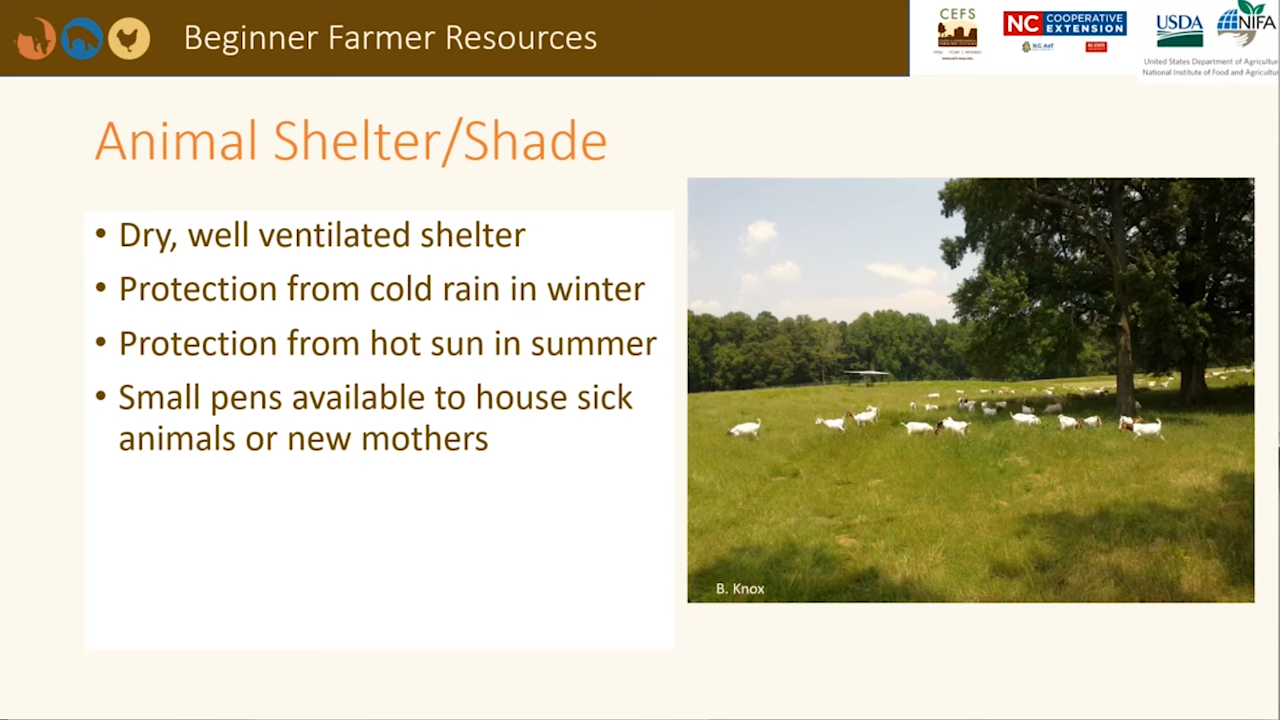 Beginner Farmer Resources
CEFS
NC COOPERATIVE
EXTENSION
USDA
NIFA
United States Department of Agricultur
National Institute of Food and Agricultur
Animal Shelter/Shade
• Dry, well ventilated shelter
• Protection from cold rain in winter
• Protection from hot sun in summer
• Small pens available to house sick
animals or new mothers
B. Knox